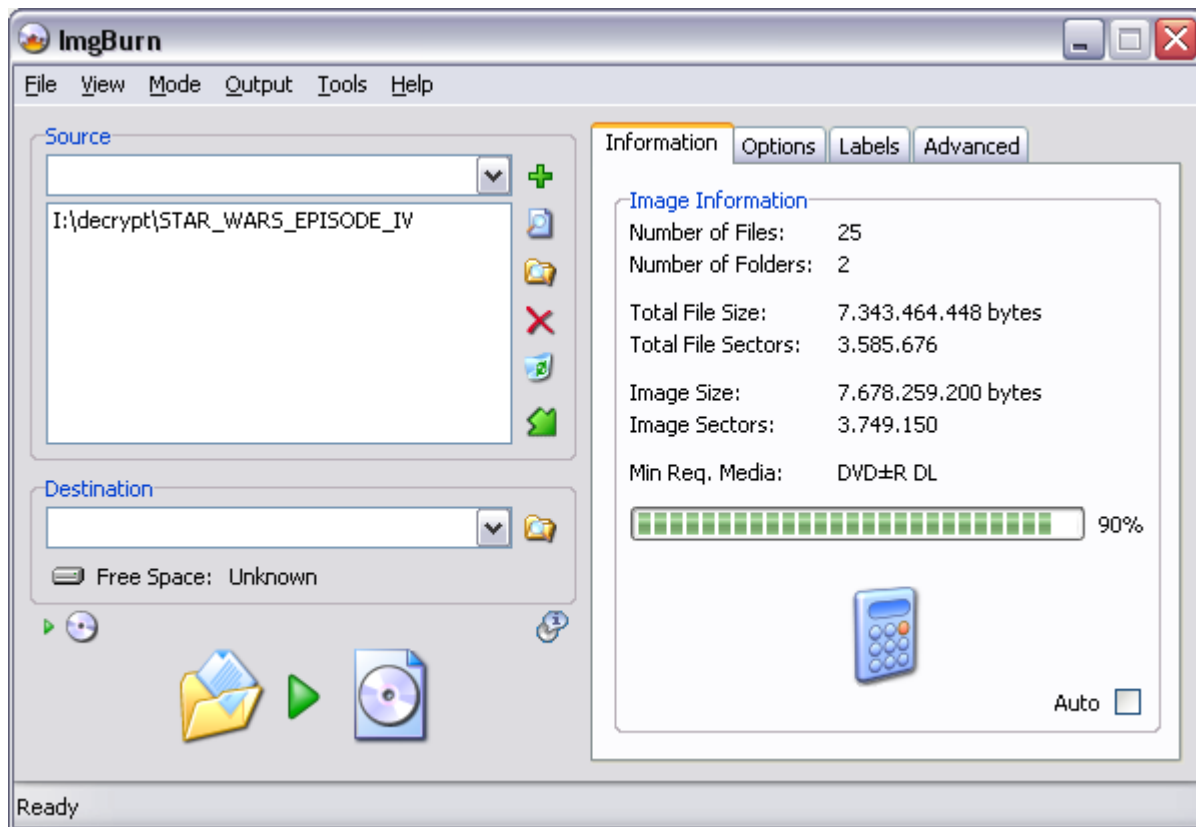 ImgBurn
File View Mode Output Tools Help
Source
I:\decrypt\STAR_WARS_EPISODE_IV
Destination
Free Space: Unknown
Information Options Labels Advanced
Image Information
Number of Files: 25
Number of Folders: 2
Total File Size: 7.343.464.448 bytes
Total File Sectors: 3.585.676
Image Size: 7.678.259.200 bytes
Image Sectors: 3.749.150
Min Req. Media: DVD±R DL
90%
Auto
Ready